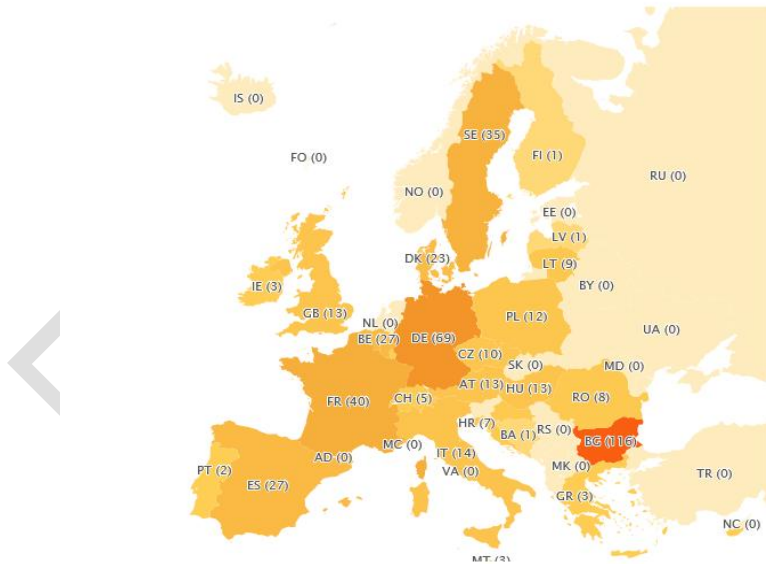 IS (0)
SE (35)
FO (0)
FI (1)
RU (0)
NO (0)
EE (0)
LV (1)
DK (23)
LT (9)
IE (3)
BY (0)
GB (13)
NL (0)
PL (12)
UA (0)
BE (27)
DE (69)
CZ (10)
SK (0)
MD (0)
AT (13)
HU (13)
RO (8)
CH (5)
FR (40)
HR (7)
RS (0)
BA (1)
BG (116)
MC (0)
IT (14)
AD (0)
MK (0)
PT (2)
VA (0)
TR (0)
ES (27)
GR (3)
NC (0)
MT (3)